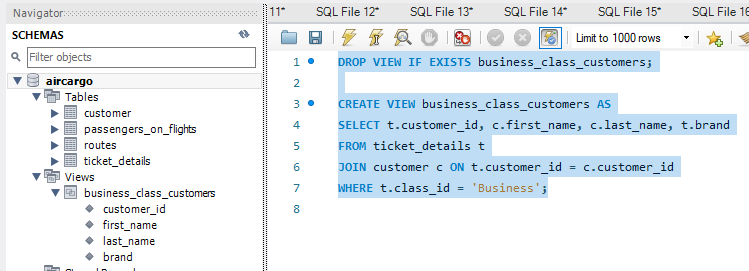 Navigator
SCHEMAS
Filter objects
aircargo
Tables
customer
passengers_on_flights
routes
ticket_details
Views
business_class_customers
customer_id
first_name
last_name
brand
11*
SQL File 12*
SQL File 13*
SQL File 14*
SQL File 15*
SQL File 16
Limit to 1000 rows
1 DROP VIEW IF EXISTS business_class_customers;
2
3 CREATE VIEW business_class_customers AS
4 SELECT t.customer_id, c.first_name, c.last_name, t.brand
5 FROM ticket_details t
6 JOIN customer c ON t.customer_id = c.customer_id
7 WHERE t.class_id = 'Business';
8